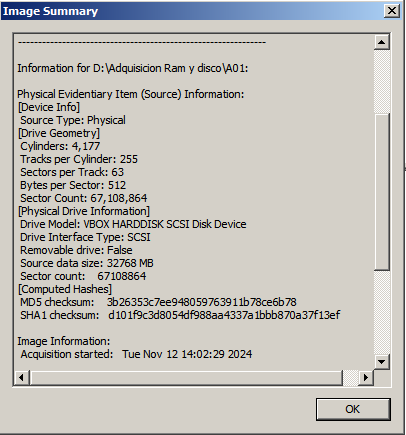 Image Summary
--------------------------------------------------------------
Information for D:\Adquisicion Ram y disco\A01:
Physical Evidentiary Item (Source) Information:
[Device Info]
Source Type: Physical
[Drive Geometry]
Cylinders: 4,177
Tracks per Cylinder: 255
Sectors per Track: 63
Bytes per Sector: 512
Sector Count: 67,108,864
[Physical Drive Information]
Drive Model: VBOX HARDDISK SCSI Disk Device
Drive Interface Type: SCSI
Removable drive: False
Source data size: 32768 MB
Sector count:    67108864
[Computed Hashes]
MD5 checksum:    3b26353c7ee948059763911b78ce6b78
SHA1 checksum:   d101f9c3d8054df988aa4337a1bbb870a37f13ef
Image Information:
Acquisition started:   Tue Nov 12 14:02:29 2024
OK